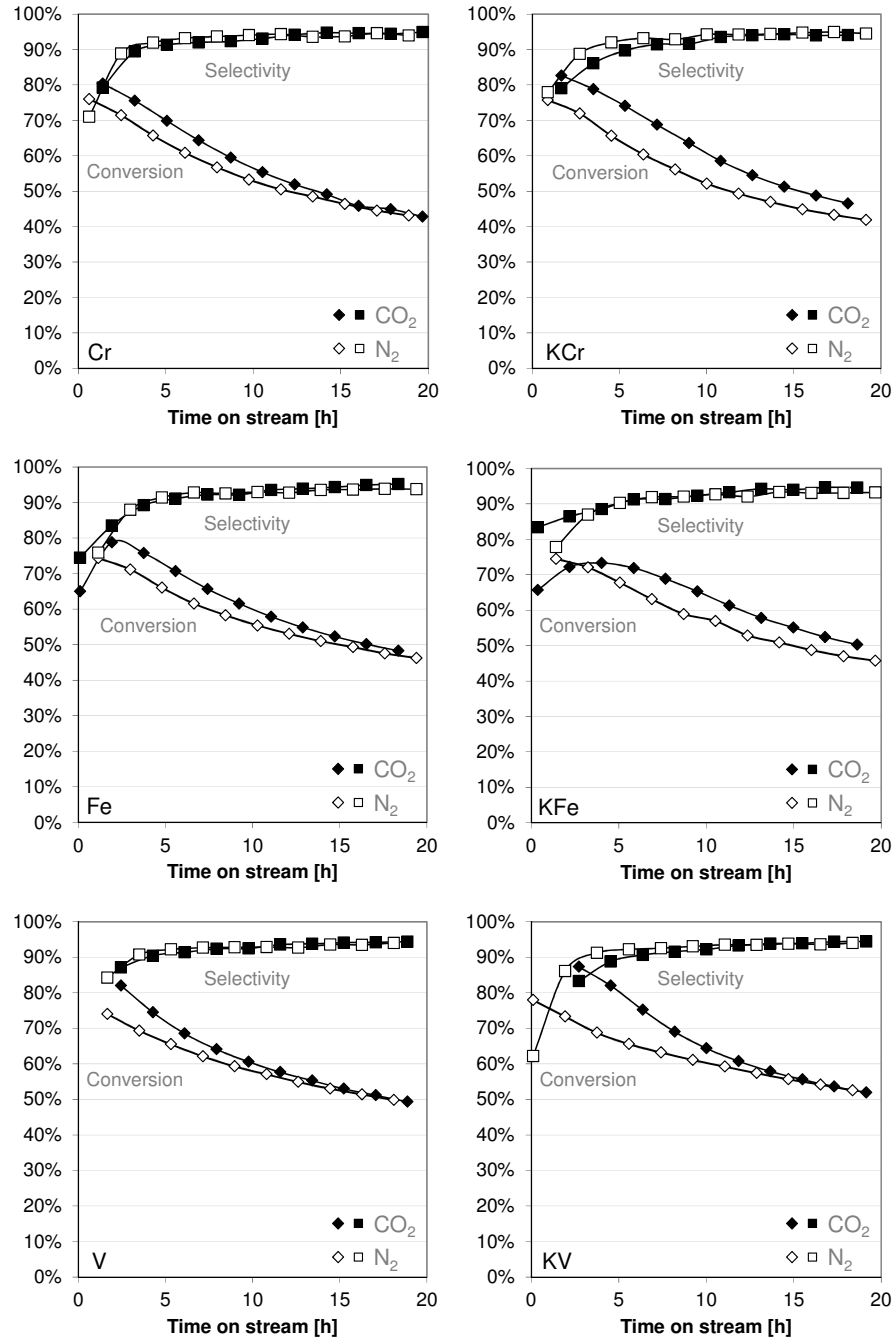 100%
90%
80%
70%
60%
50%
40%
30%
20%
10%
0%
Selectivity
Conversion
CO₂
N₂
Cr
0 5 10 15 20
Time on stream [h]
100%
90%
80%
70%
60%
50%
40%
30%
20%
10%
0%
Selectivity
Conversion
CO₂
N₂
KCr
0 5 10 15 20
Time on stream [h]
100%
90%
80%
70%
60%
50%
40%
30%
20%
10%
0%
Selectivity
Conversion
CO₂
N₂
Fe
0 5 10 15 20
Time on stream [h]
100%
90%
80%
70%
60%
50%
40%
30%
20%
10%
0%
Selectivity
Conversion
CO₂
N₂
KFe
0 5 10 15 20
Time on stream [h]
100%
90%
80%
70%
60%
50%
40%
30%
20%
10%
0%
Selectivity
Conversion
CO₂
N₂
V
0 5 10 15 20
Time on stream [h]
100%
90%
80%
70%
60%
50%
40%
30%
20%
10%
0%
Selectivity
Conversion
CO₂
N₂
KV
0 5 10 15 20
Time on stream [h]